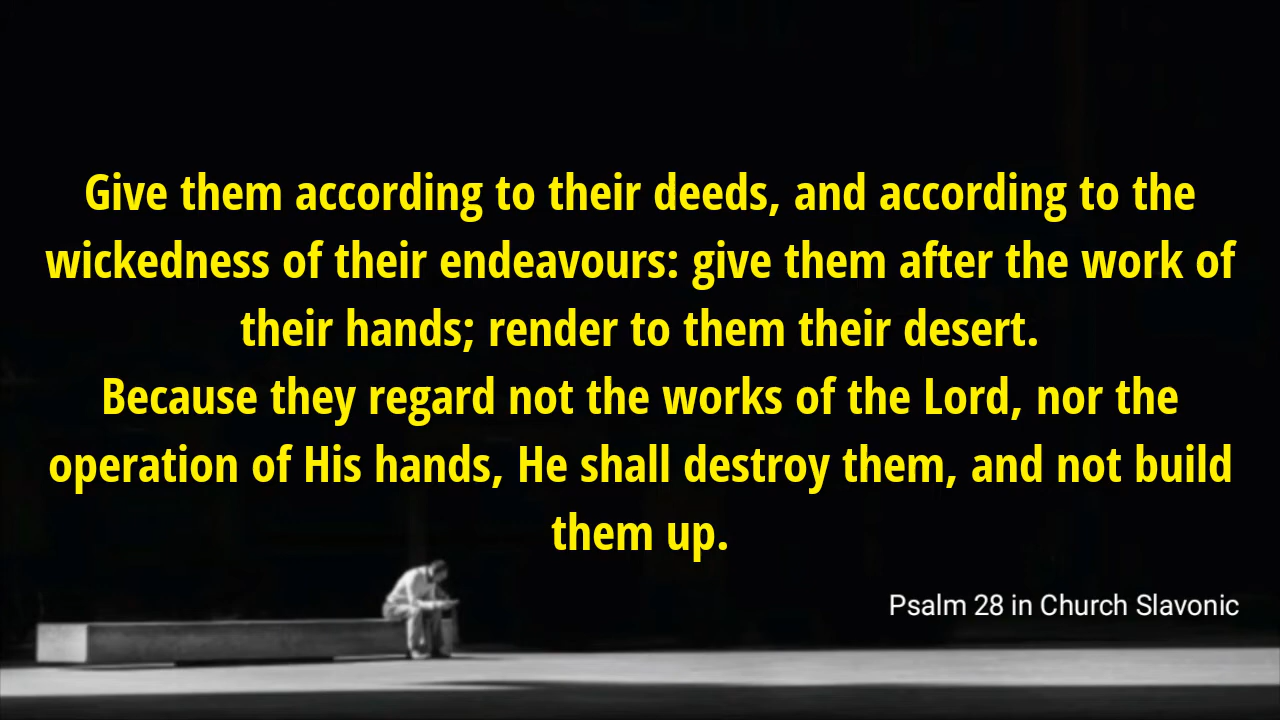 Give them according to their deeds, and according to the
wickedness of their endeavours: give them after the work of
their hands; render to them their desert.
Because they regard not the works of the Lord, nor the
operation of His hands, He shall destroy them, and not build
them up.
Psalm 28 in Church Slavonic